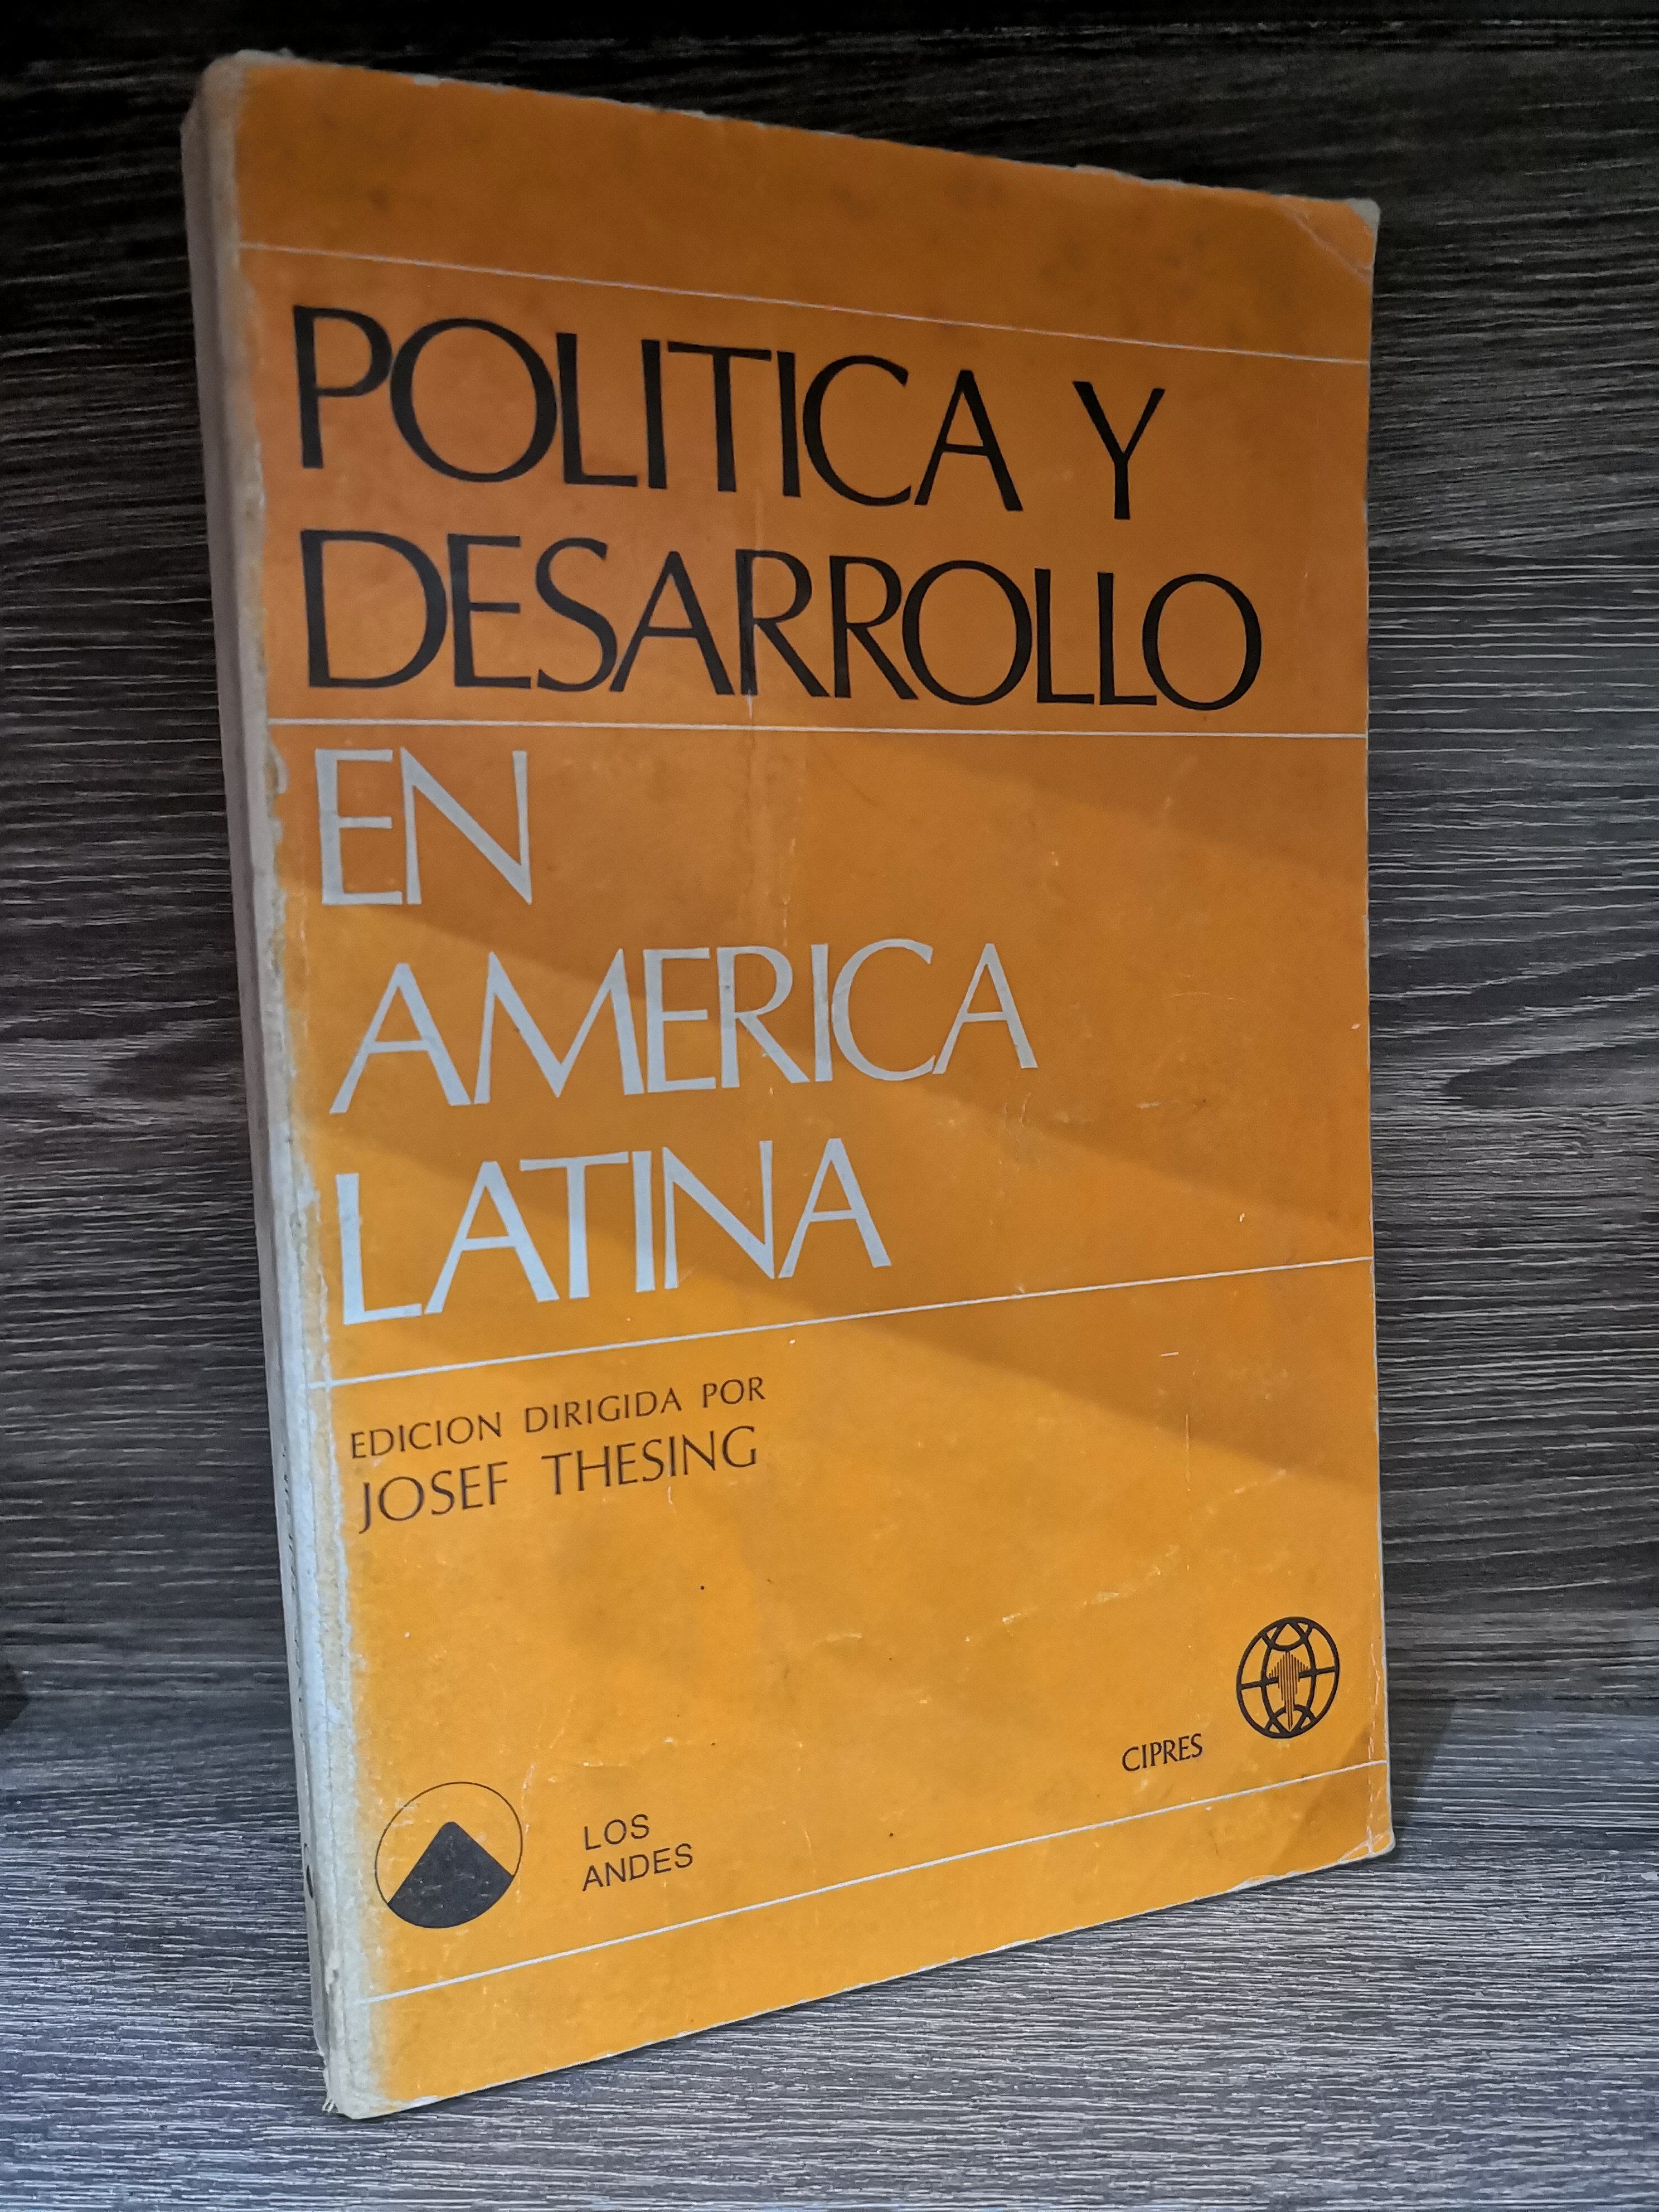 POLITICA Y
DESARROLLO
EN
AMERICA
LATINA
EDICION DIRIGIDA POR
JOSEF THESING
CIPRES
LOS
ANDES